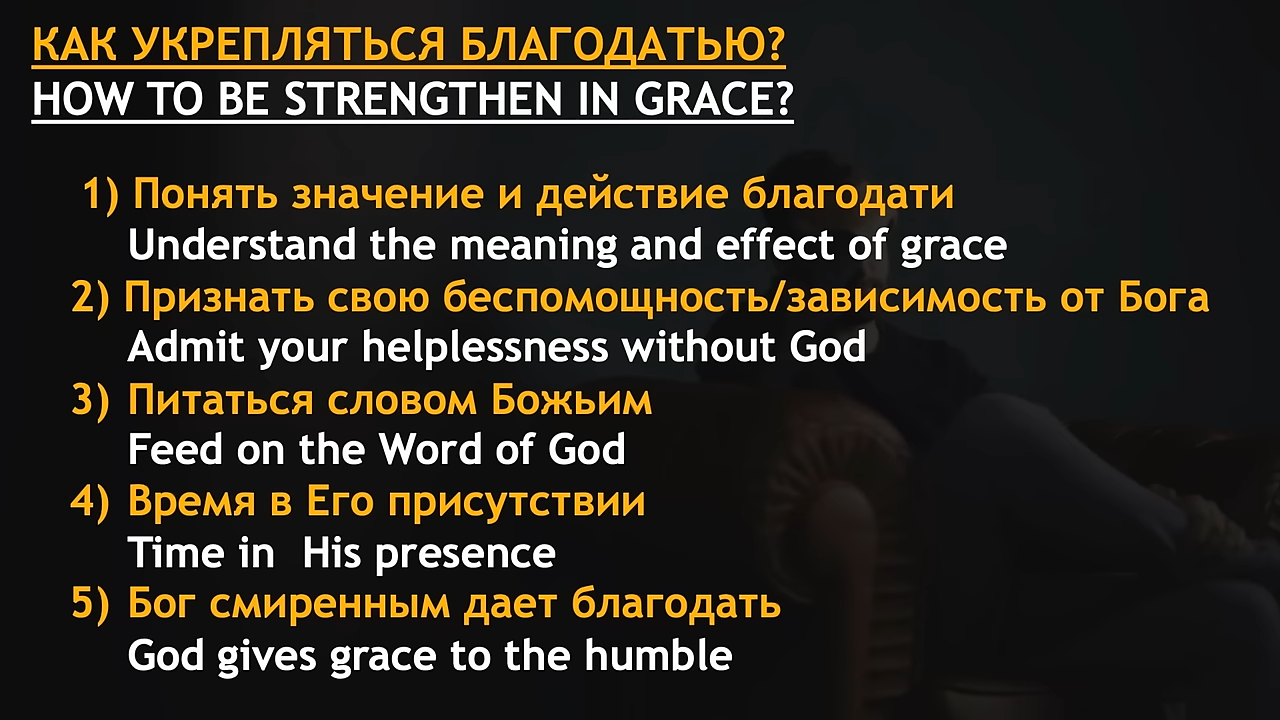 КАК УКРЕПЛЯТЬСЯ БЛАГОДАТЬЮ?
HOW TO BE STRENGTHEN IN GRACE?
1) Понять значение и действие благодати
Understand the meaning and effect of grace
2) Признать свою беспомощность/зависимость от Бога
Admit your helplessness without God
3) Питаться словом Божьим
Feed on the Word of God
4) Время в Его присутствии
Time in  His presence
5) Бог смиренным дает благодать
God gives grace to the humble